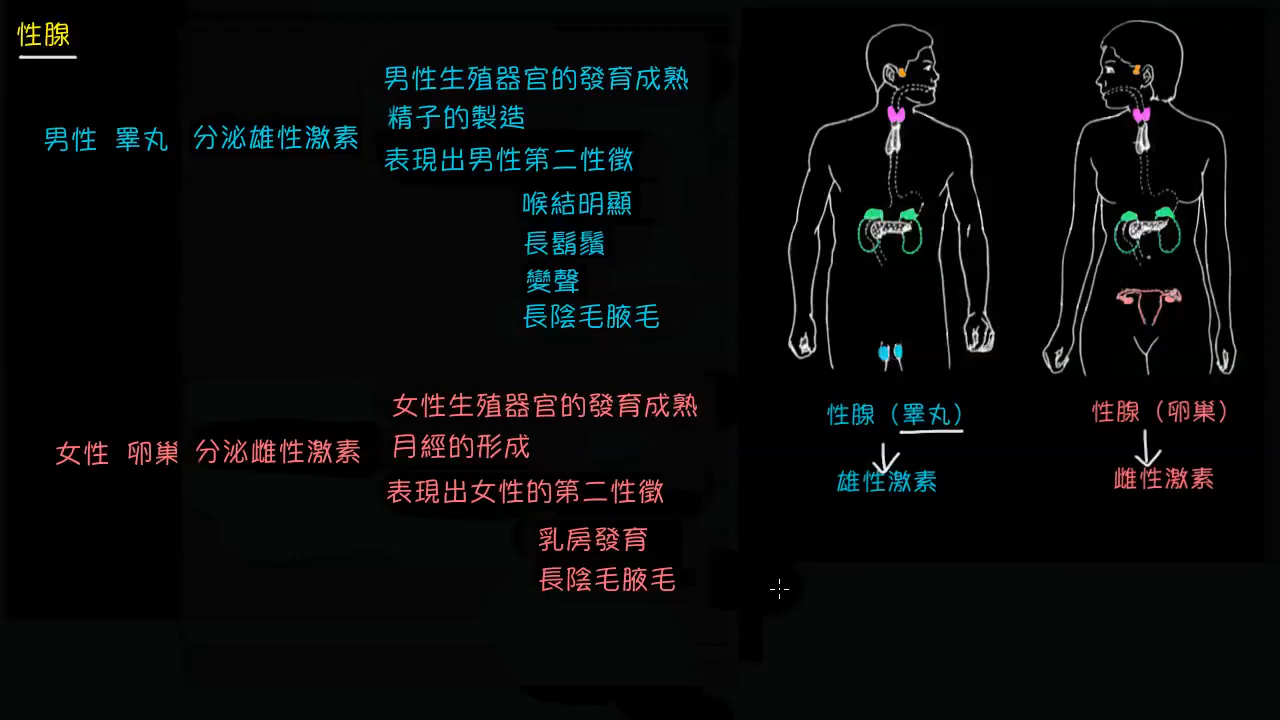 性腺
男性 睪丸 分泌雄性激素
男性生殖器官的發育成熟
精子的製造
表現出男性第二性徵
喉結明顯
長鬍鬚
變聲
長陰毛腋毛
女性 卵巢 分泌雌性激素
女性生殖器官的發育成熟
月經的形成
表現出女性的第二性徵
乳房發育
長陰毛腋毛
性腺（睪丸）
雄性激素
性腺（卵巢）
雌性激素